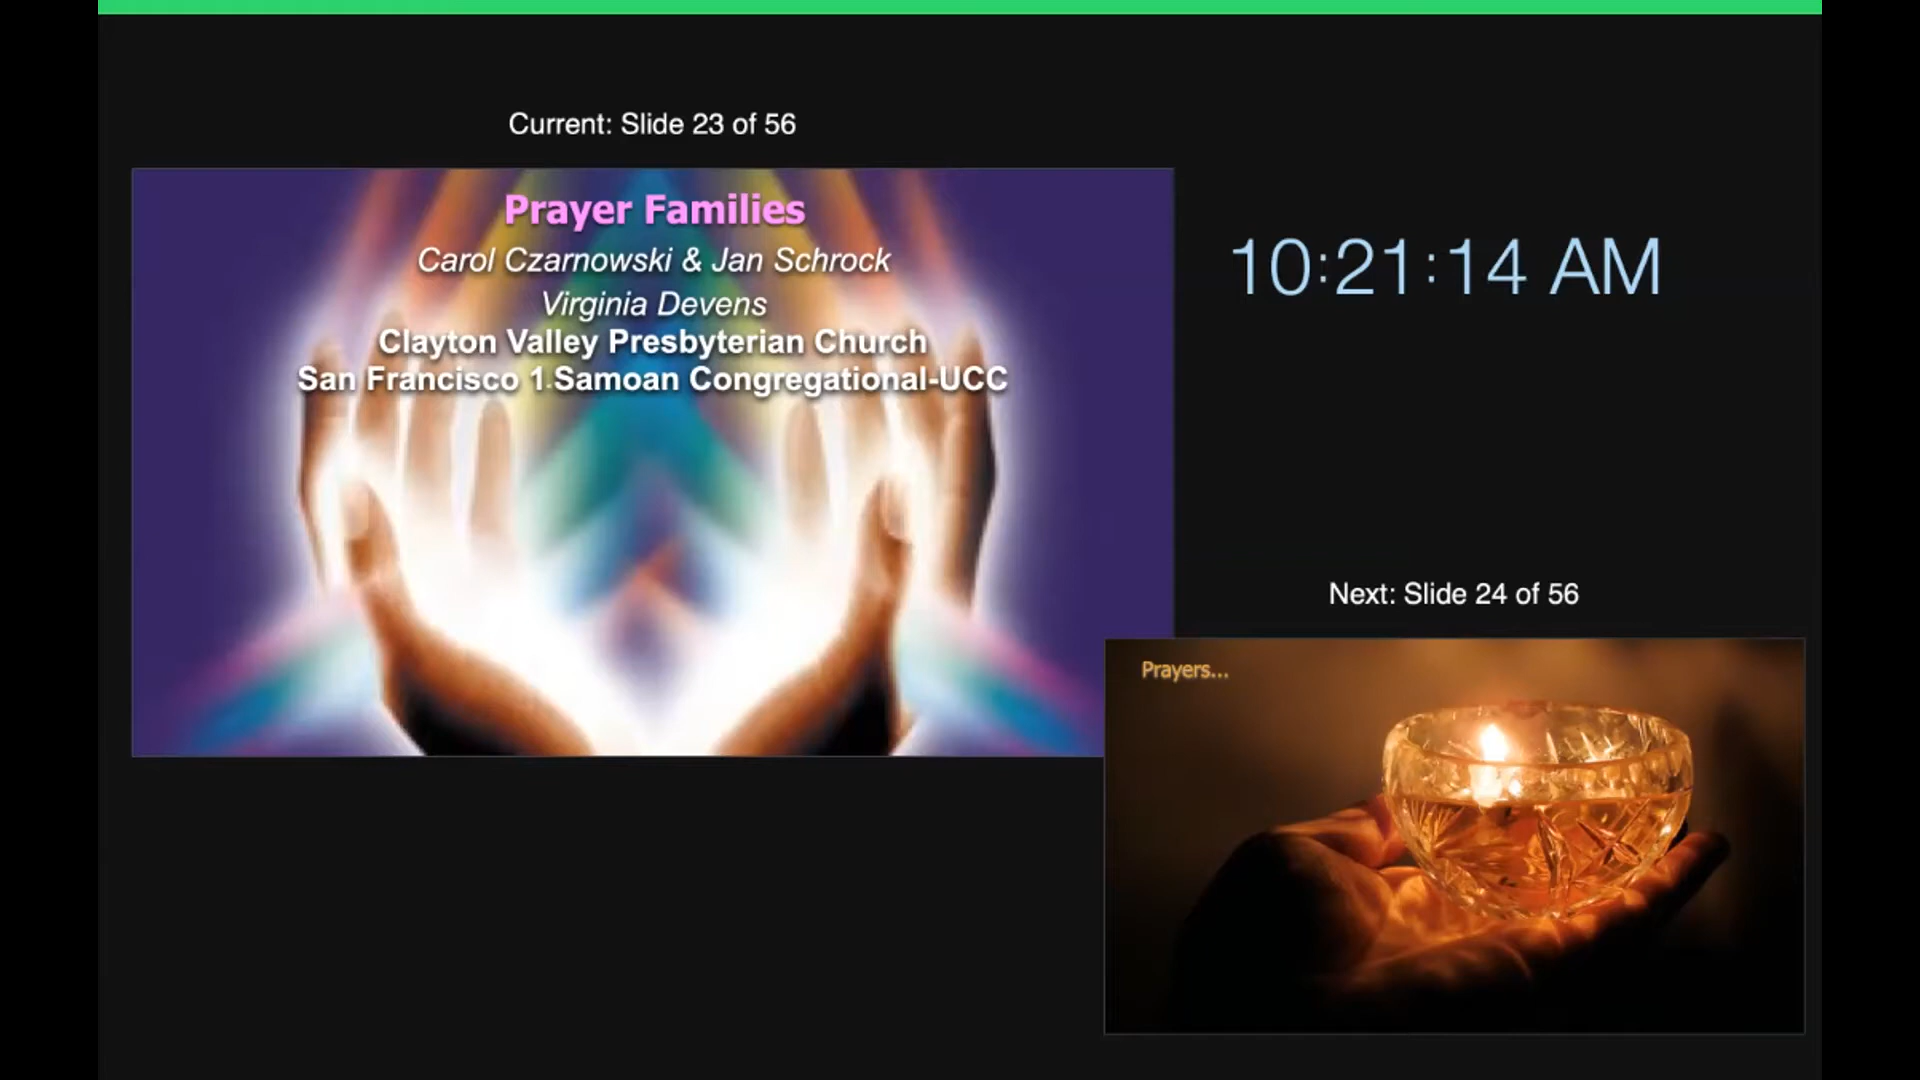 Current: Slide 23 of 56
Prayer Families
Carol Czarnowski & Jan Schrock
Virginia Devens
Clayton Valley Presbyterian Church
San Francisco 1 Samoan Congregational-UCC
10:21:14 AM
Next: Slide 24 of 56
Prayers...